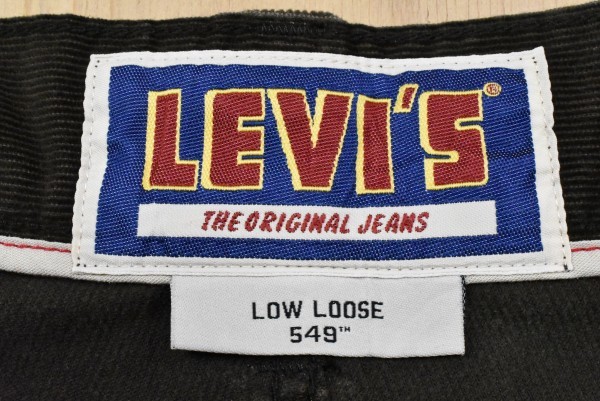 LEVI'S®
THE ORIGINAL JEANS
LOW LOOSE
549™